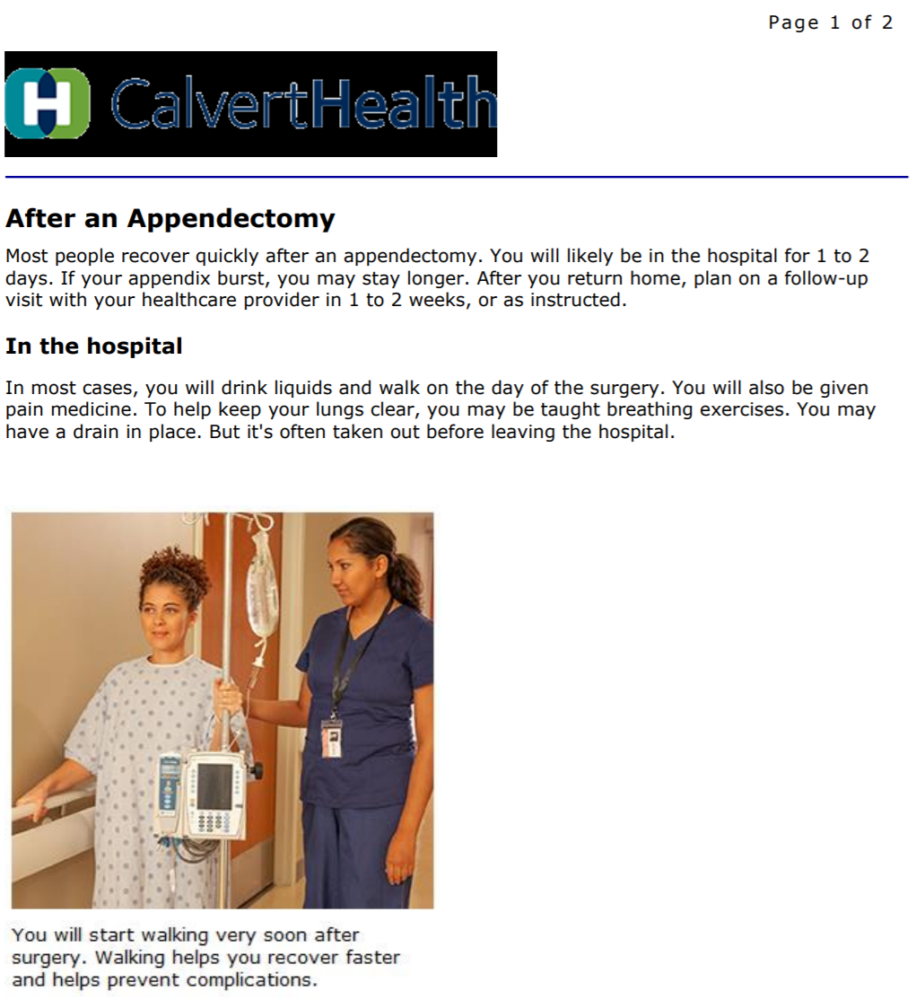 Page 1 of 2
CalvertHealth
After an Appendectomy
Most people recover quickly after an appendectomy. You will likely be in the hospital for 1 to 2
days. If your appendix burst, you may stay longer. After you return home, plan on a follow-up
visit with your healthcare provider in 1 to 2 weeks, or as instructed.
In the hospital
In most cases, you will drink liquids and walk on the day of the surgery. You will also be given
pain medicine. To help keep your lungs clear, you may be taught breathing exercises. You may
have a drain in place. But it's often taken out before leaving the hospital.
You will start walking very soon after
surgery. Walking helps you recover faster
and helps prevent complications.